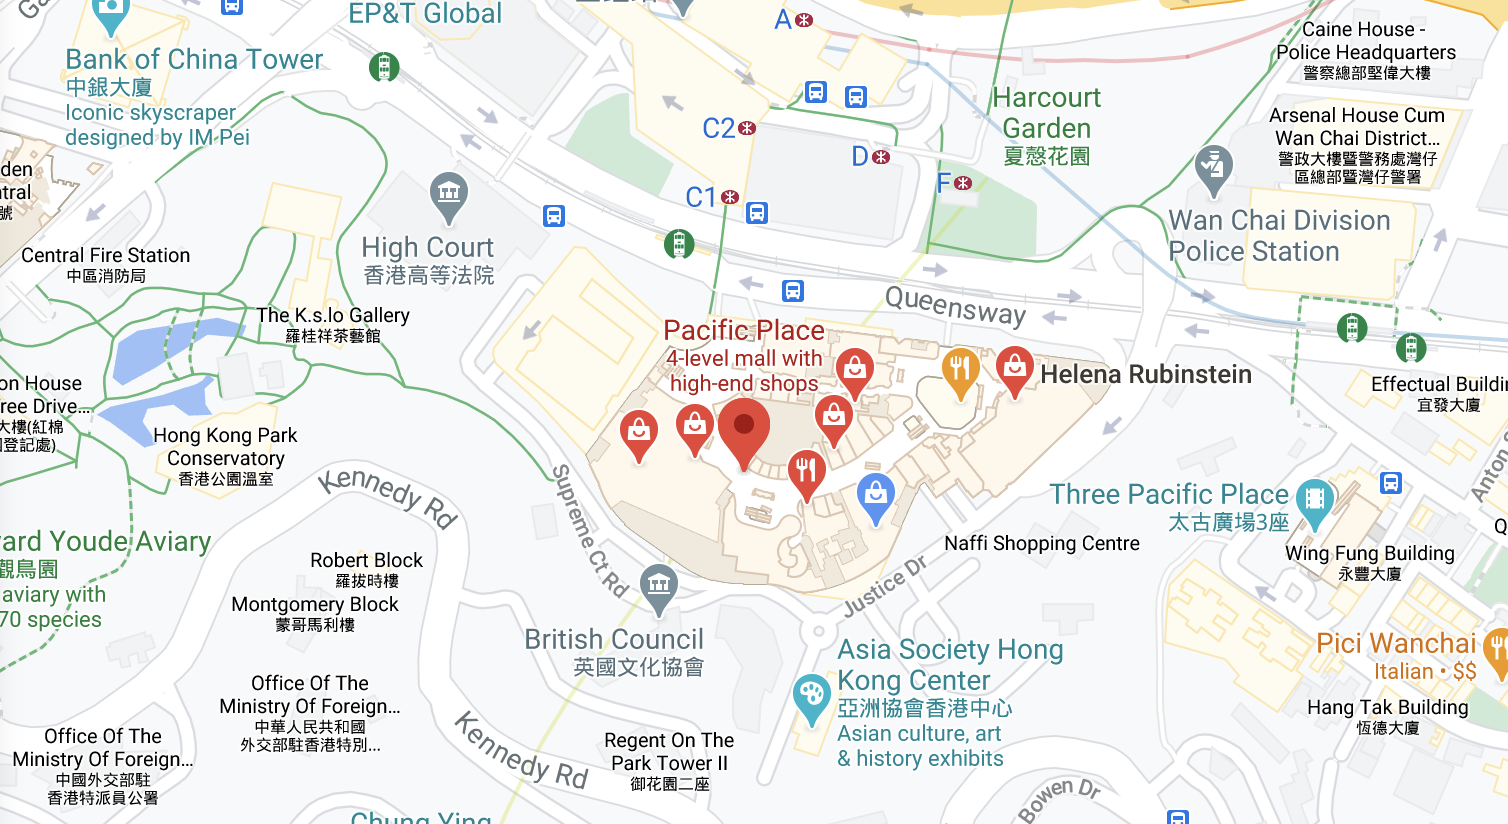 EP&T Global
A
Caine House -
Police Headquarters
警察總部堅偉大樓
Bank of China Tower
中銀大廈
Iconic skyscraper
designed by IM Pei
Harcourt
Garden
夏慤花園
Arsenal House Cum
Wan Chai District...
警政大樓暨警務處灣仔
區總部暨灣仔警署
C2
D
F
C1
den
ntral
號
Wan Chai Division
Police Station
High Court
香港高等法院
Central Fire Station
中區消防局
Queensway
The K.s.lo Gallery
羅桂祥茶藝館
Pacific Place
4-level mall with
high-end shops
Helena Rubinstein
on House
ree Drive...
大樓(紅棉
登記處)
Effectual Buildin
宜發大廈
Hong Kong Park
Conservatory
香港公園溫室
Kennedy Rd
Supreme Ct Rd
Anton S
Three Pacific Place
太古廣場3座
Q
Naffi Shopping Centre
Wing Fung Building
永豐大廈
vard Youde Aviary
觀鳥園
aviary with
70 species
Robert Block
羅拔時樓
Montgomery Block
蒙哥馬利樓
Justice Dr
British Council
英國文化協會
Asia Society Hong
Kong Center
亞洲協會香港中心
Asian culture, art
& history exhibits
Pici Wanchai
Italian • $$
Hang Tak Building
恆德大廈
Office Of The
Ministry Of Foreign...
中華人民共和國
外交部駐香港特別...
Office Of The
Ministry Of Foreign...
中國外交部駐
香港特派員公署
Kennedy Rd
Regent On The
Park Tower II
御花園二座
Bowen Dr
Chung Ying